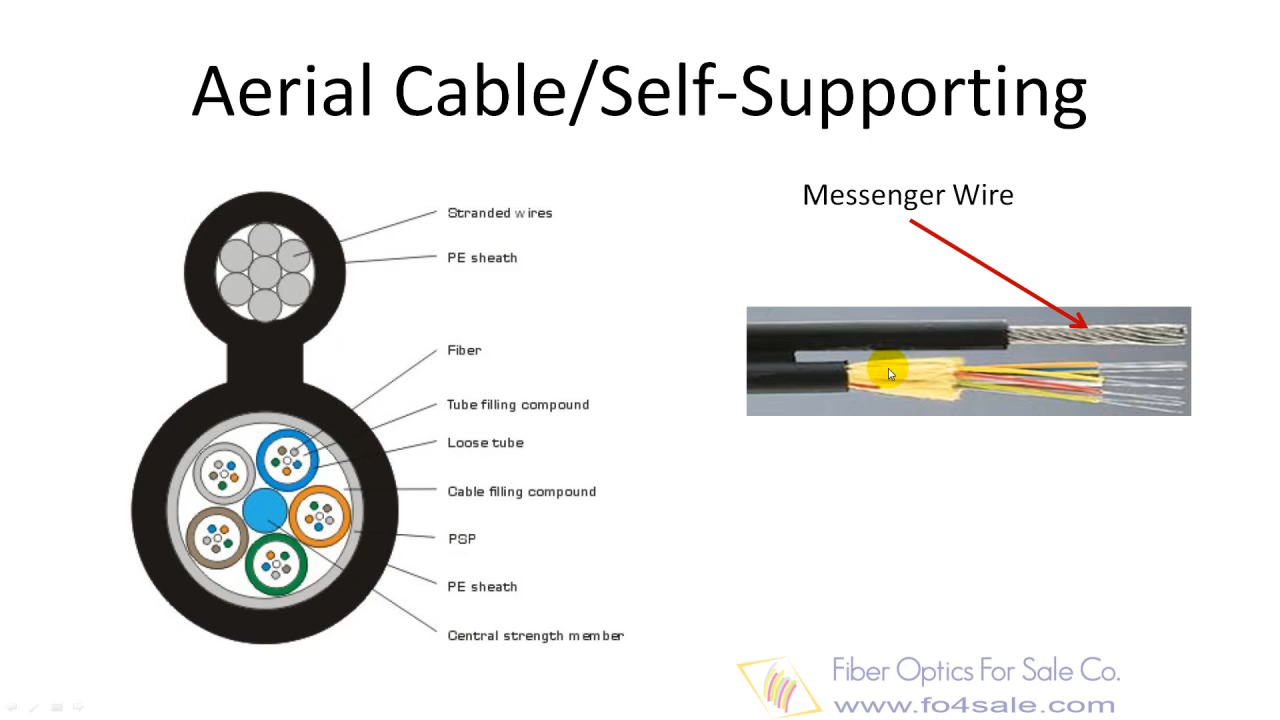 Aerial Cable/Self-Supporting
Messenger Wire
Stranded wires
PE sheath
Fiber
Tube filling compound
Loose tube
Cable filling compound
PSP
PE sheath
Central strength member
Fiber Optics For Sale Co.
www.fo4sale.com